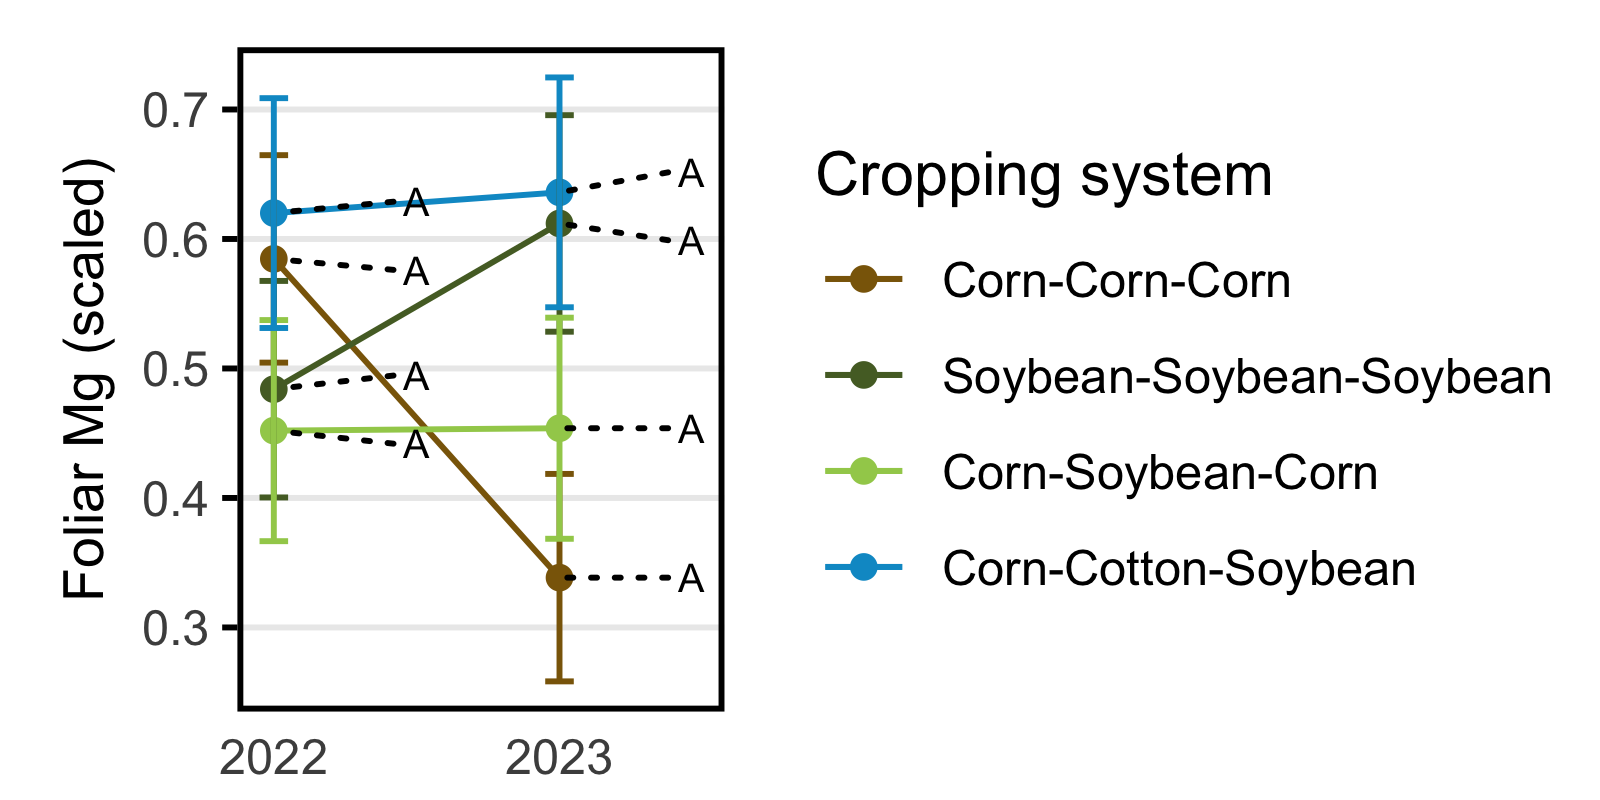 Foliar Mg (scaled)
0.7
0.6
0.5
0.4
0.3
A
A
A
A
A
A
A
A
2022
2023
Cropping system
Corn-Corn-Corn
Soybean-Soybean-Soybean
Corn-Soybean-Corn
Corn-Cotton-Soybean